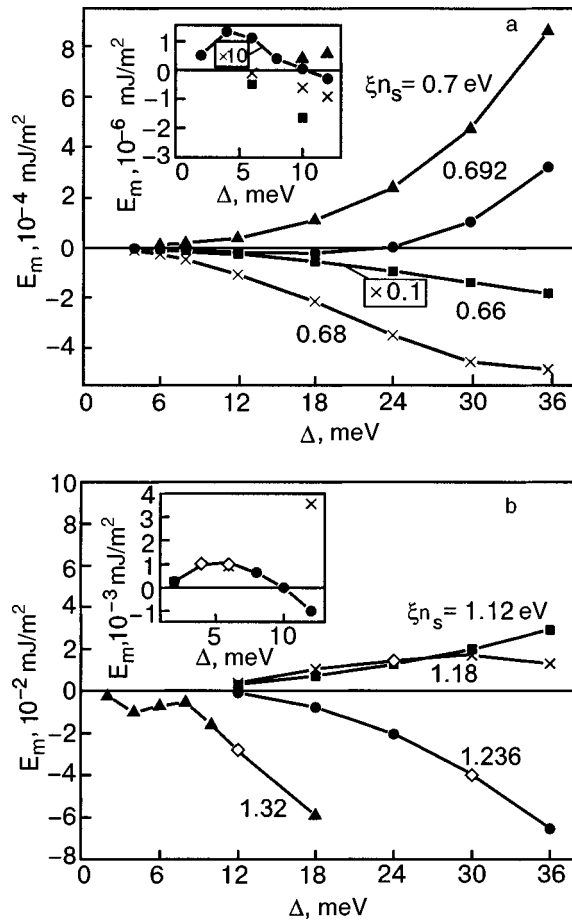 a
8
6
4
2
0
−2
−4
E_m, 10^−4 mJ/m^2
1
0
−1
−2
−3
E_m, 10^−6 mJ/m^2
×10
5 10
Δ, meV
ξn_s = 0.7 eV
0.692
× 0.1
0.66
0.68
0 6 12 18 24 30 36
Δ, meV
b
10
8
6
4
2
0
−2
−4
−6
−8
E_m, 10^−2 mJ/m^2
4
3
2
1
0
−1
E_m, 10^−3 mJ/m^2
5 10
Δ, meV
ξn_s = 1.12 eV
1.18
1.236
1.32
0 6 12 18 24 30 36
Δ, meV